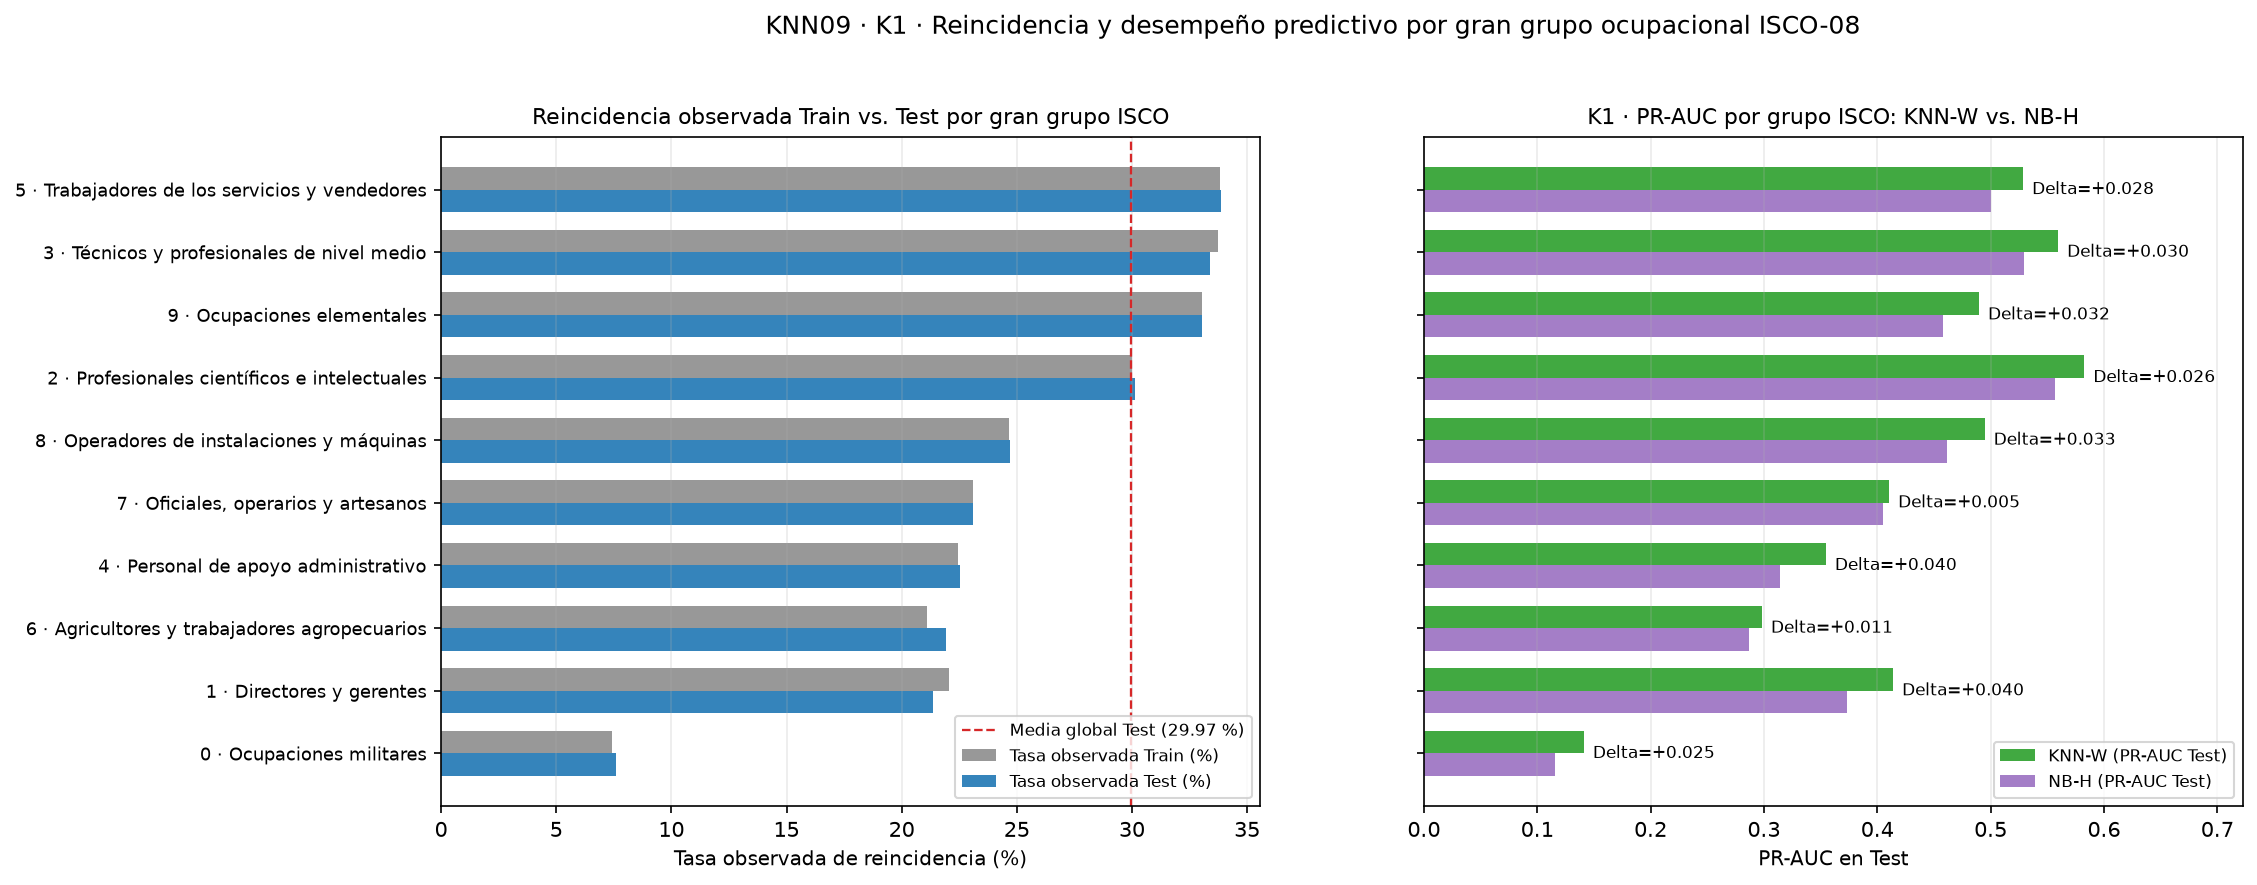 KNN09 · K1 · Reincidencia y desempeño predictivo por gran grupo ocupacional ISCO-08
Reincidencia observada Train vs. Test por gran grupo ISCO
5 · Trabajadores de los servicios y vendedores
3 · Técnicos y profesionales de nivel medio
9 · Ocupaciones elementales
2 · Profesionales científicos e intelectuales
8 · Operadores de instalaciones y máquinas
7 · Oficiales, operarios y artesanos
4 · Personal de apoyo administrativo
6 · Agricultores y trabajadores agropecuarios
1 · Directores y gerentes
0 · Ocupaciones militares
Media global Test (29.97 %)
Tasa observada Train (%)
Tasa observada Test (%)
0 5 10 15 20 25 30 35
Tasa observada de reincidencia (%)
K1 · PR-AUC por grupo ISCO: KNN-W vs. NB-H
Delta=+0.028
Delta=+0.030
Delta=+0.032
Delta=+0.026
Delta=+0.033
Delta=+0.005
Delta=+0.040
Delta=+0.011
Delta=+0.040
Delta=+0.025
KNN-W (PR-AUC Test)
NB-H (PR-AUC Test)
0.0 0.1 0.2 0.3 0.4 0.5 0.6 0.7
PR-AUC en Test